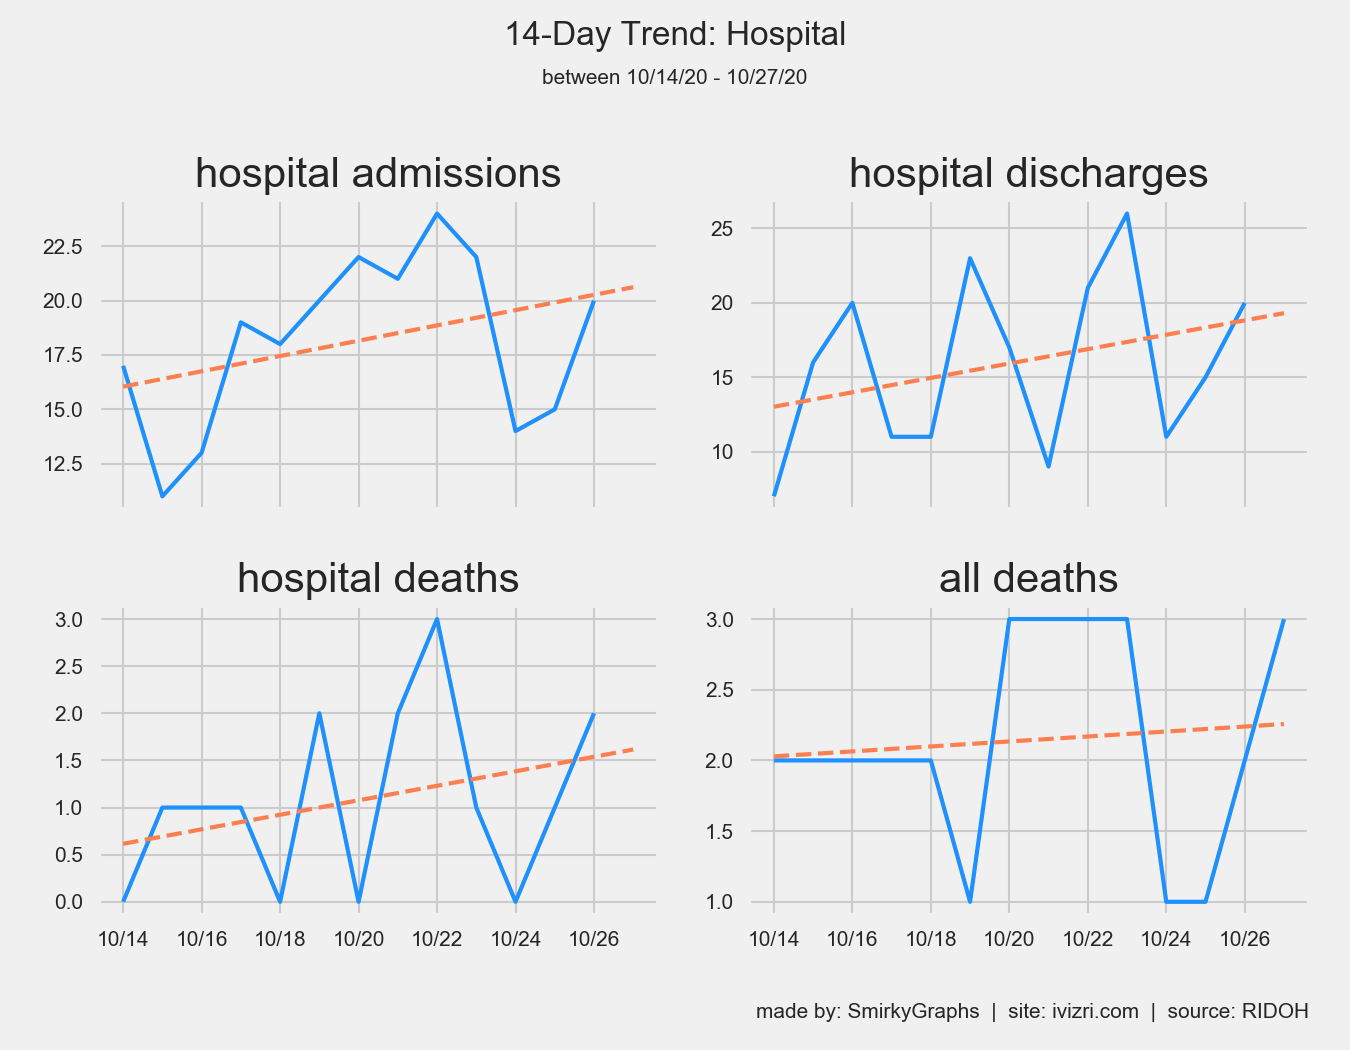 14-Day Trend: Hospital
between 10/14/20 - 10/27/20
hospital admissions
22.5
20.0
17.5
15.0
12.5
hospital discharges
25
20
15
10
hospital deaths
3.0
2.5
2.0
1.5
1.0
0.5
0.0
10/14 10/16 10/18 10/20 10/22 10/24 10/26
all deaths
3.0
2.5
2.0
1.5
1.0
10/14 10/16 10/18 10/20 10/22 10/24 10/26
made by: SmirkyGraphs | site: ivizri.com | source: RIDOH